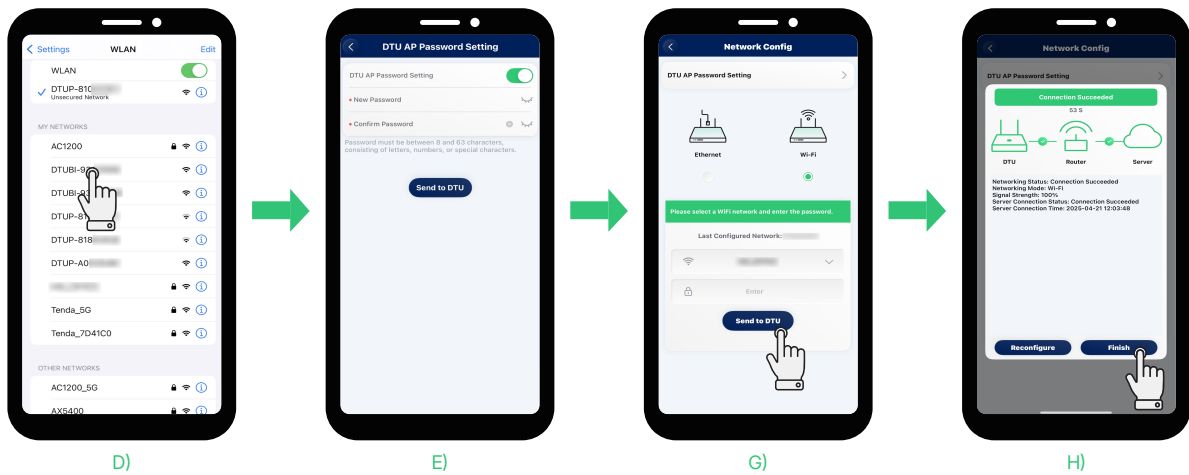 Settings WLAN Edit
WLAN
DTUP-810
Unsecured Network
MY NETWORKS
AC1200
DTUBI-9
DTUBI-93
DTUP-81
DTUP-818
DTUP-A0
Tenda_5G
Tenda_7D41C0
OTHER NETWORKS
AC1200_5G
AX5400
D)
DTU AP Password Setting
DTU AP Password Setting
• New Password
• Confirm Password
Password must be between 8 and 63 characters,
consisting of letters, numbers, or special characters.
Send to DTU
E)
Network Config
DTU AP Password Setting
Ethernet Wi-Fi
Please select a WiFi network and enter the password.
Last Configured Network:
Enter
Send to DTU
G)
Network Config
DTU AP Password Setting
Connection Succeeded
53 S
DTU Router Server
Networking Status: Connection Succeeded
Networking Mode: Wi-Fi
Signal Strength: 100%
Server Connection Status: Connection Succeeded
Server Connection Time: 2025-04-21 12:03:48
Reconfigure Finish
H)